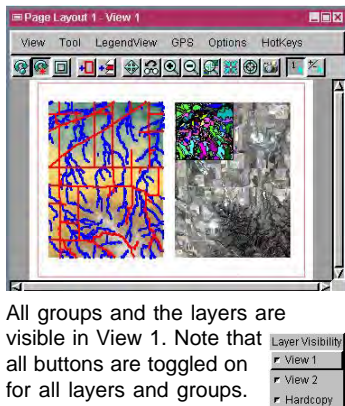 Page Layout 1 - View 1
View Tool LegendView GPS Options HotKeys
All groups and the layers are
visible in View 1. Note that
all buttons are toggled on
for all layers and groups.
Layer Visibility
View 1
View 2
Hardcopy